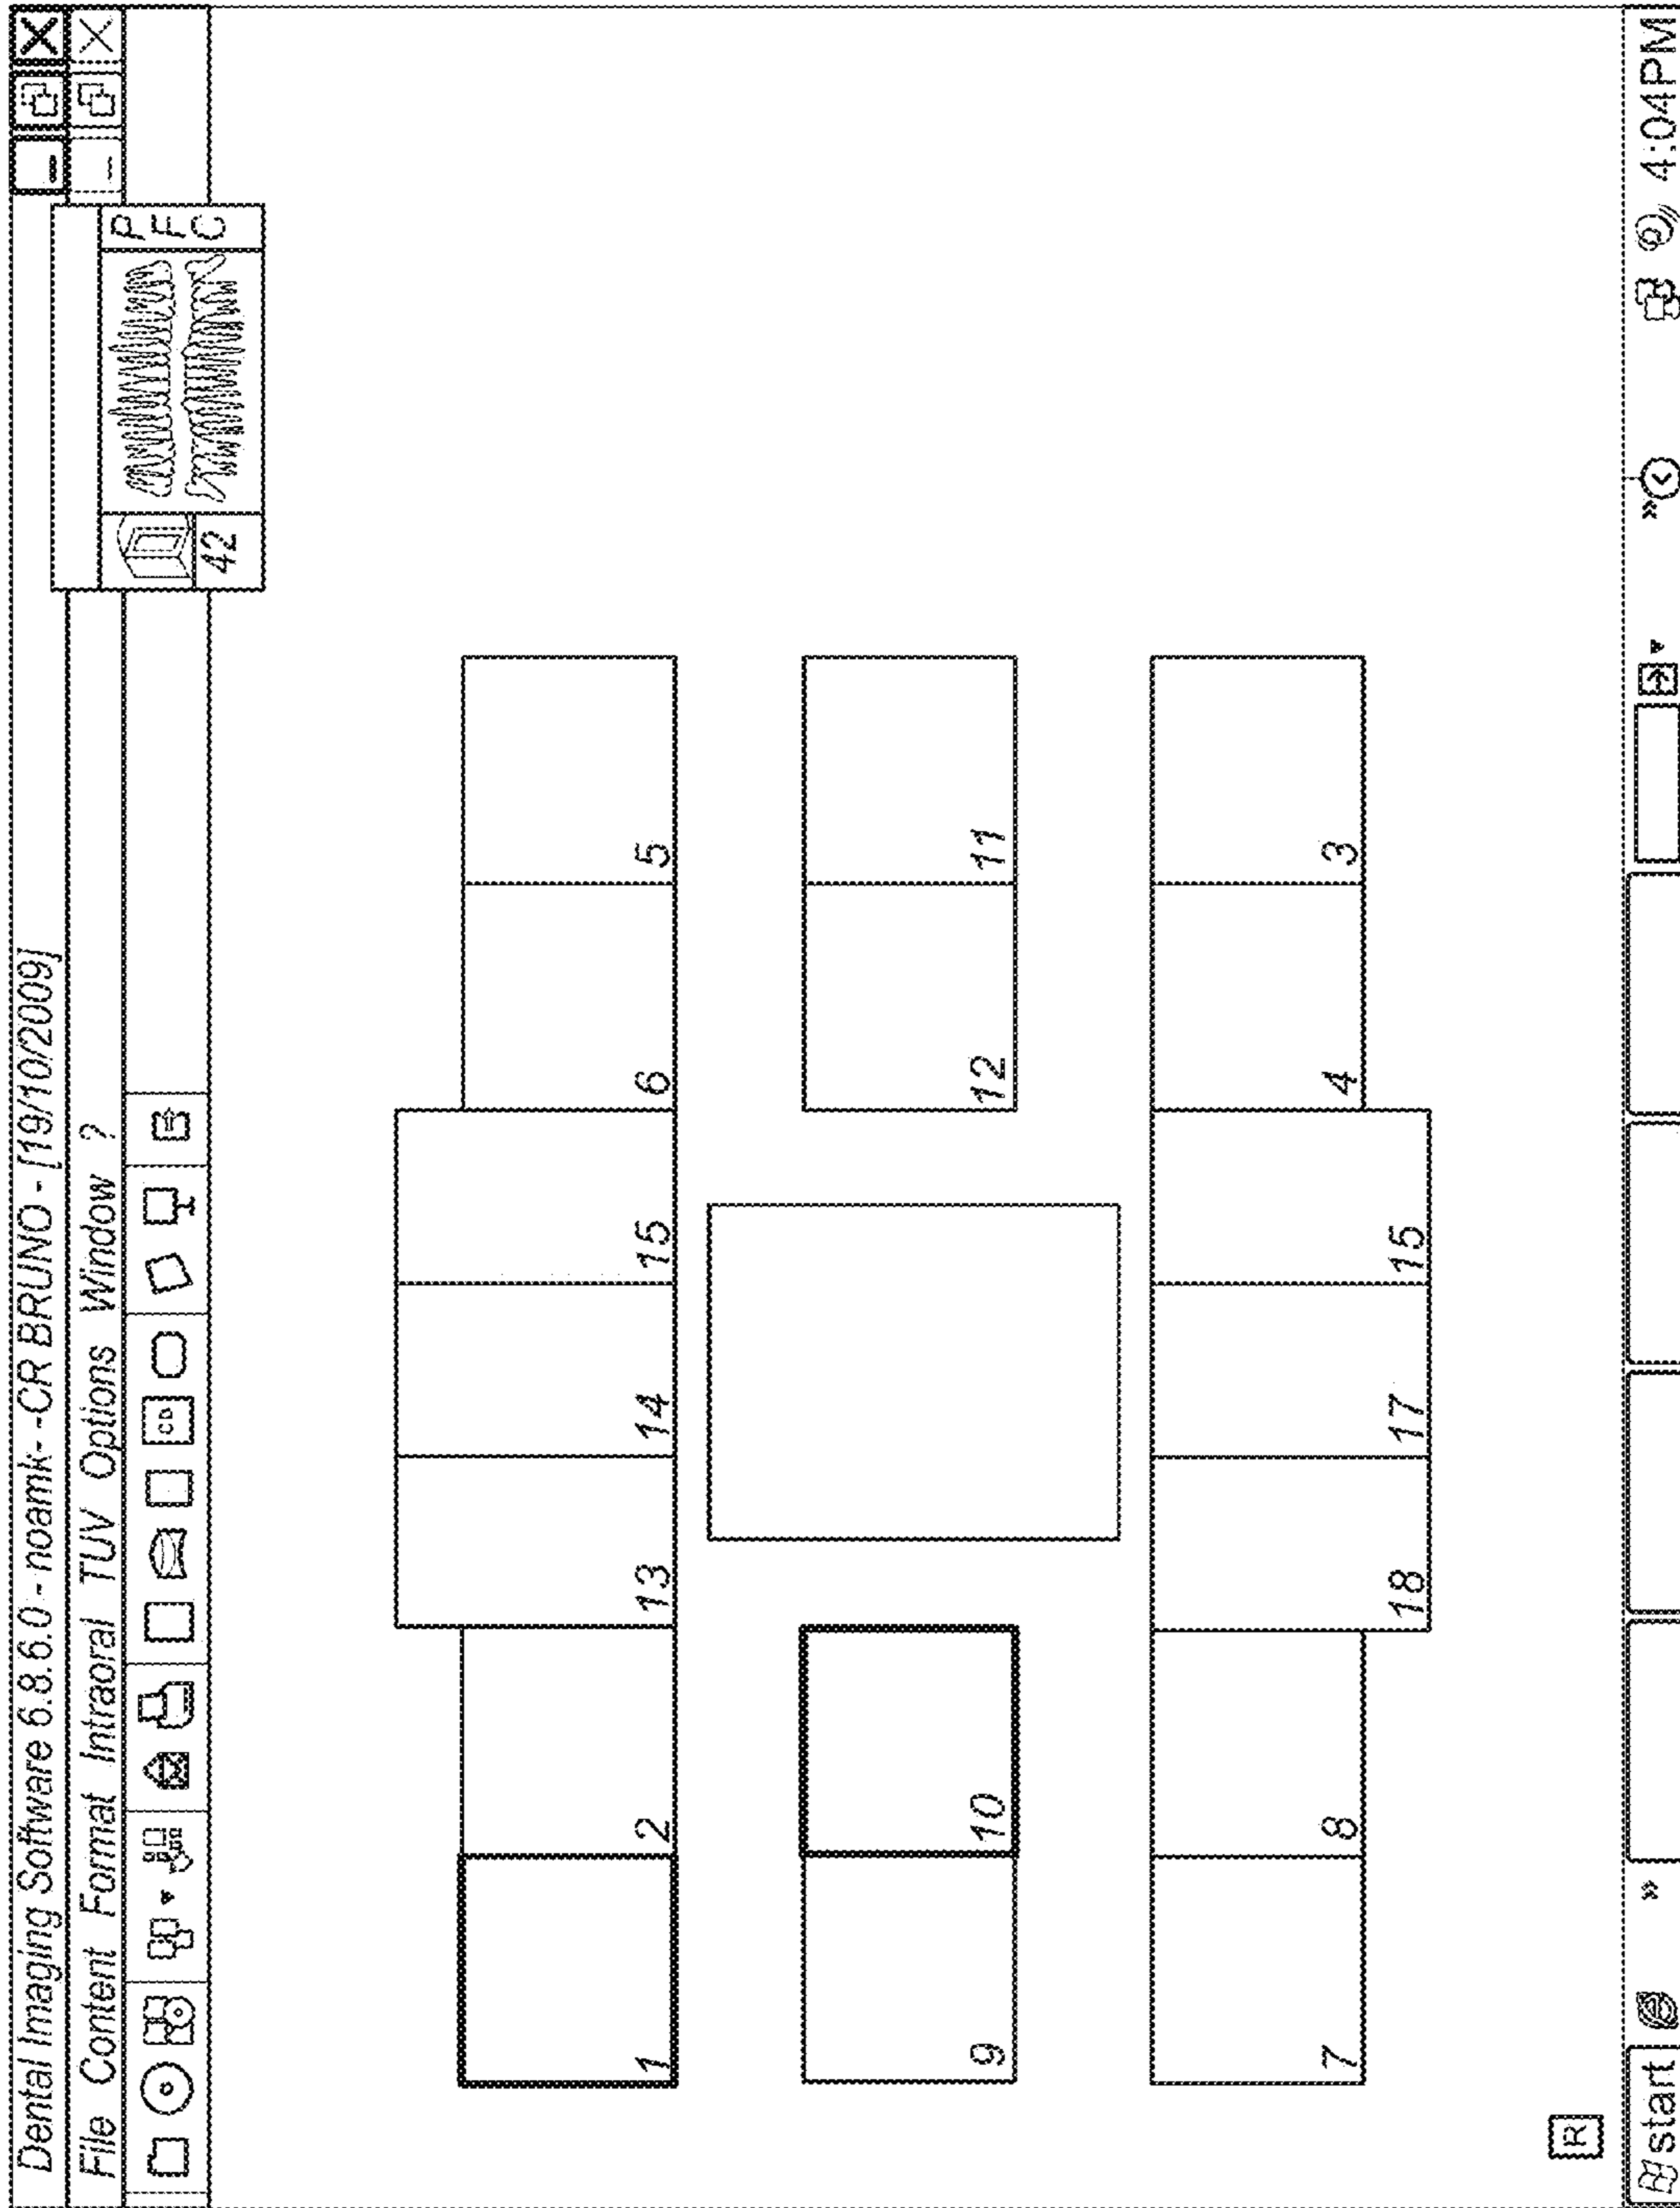 Dental Imaging Software 6.8.6.0 - noamk- -CR BRUNO - [19/10/2009]
File Content Format Intraoral TUV Options Window ?
CD
42
P
F
C
1 2 13 14 15 6 5
9 10 12 11
7 8 18 17 15 4 3
R
start » » 4:04PM